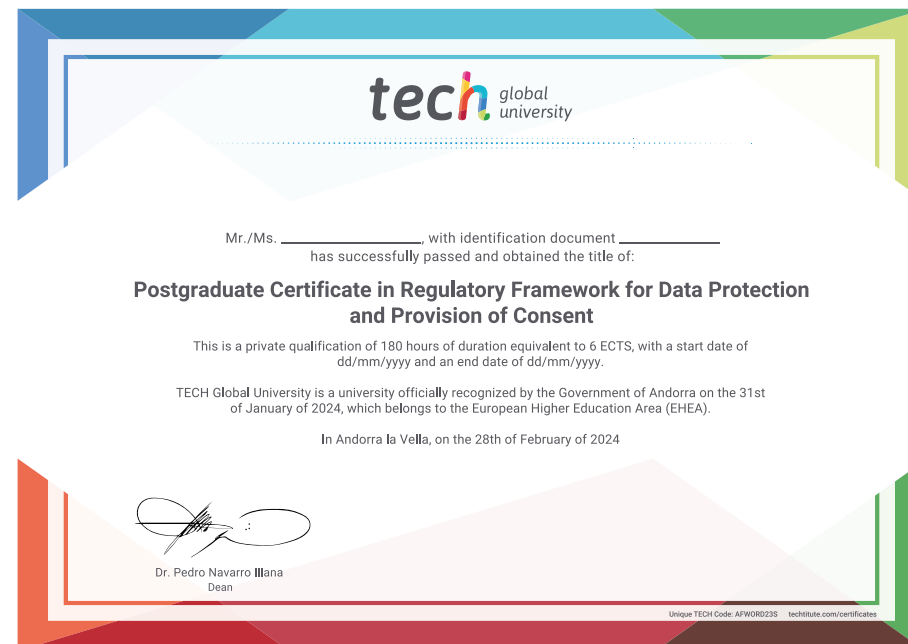 tech global
university
Mr./Ms. ____________, with identification document ____________
has successfully passed and obtained the title of:
Postgraduate Certificate in Regulatory Framework for Data Protection
and Provision of Consent
This is a private qualification of 180 hours of duration equivalent to 6 ECTS, with a start date of
dd/mm/yyyy and an end date of dd/mm/yyyy.
TECH Global University is a university officially recognized by the Government of Andorra on the 31st
of January of 2024, which belongs to the European Higher Education Area (EHEA).
In Andorra la Vella, on the 28th of February of 2024
Dr. Pedro Navarro Illana
Dean
Unique TECH Code: AFWORD23S techtitute.com/certificates